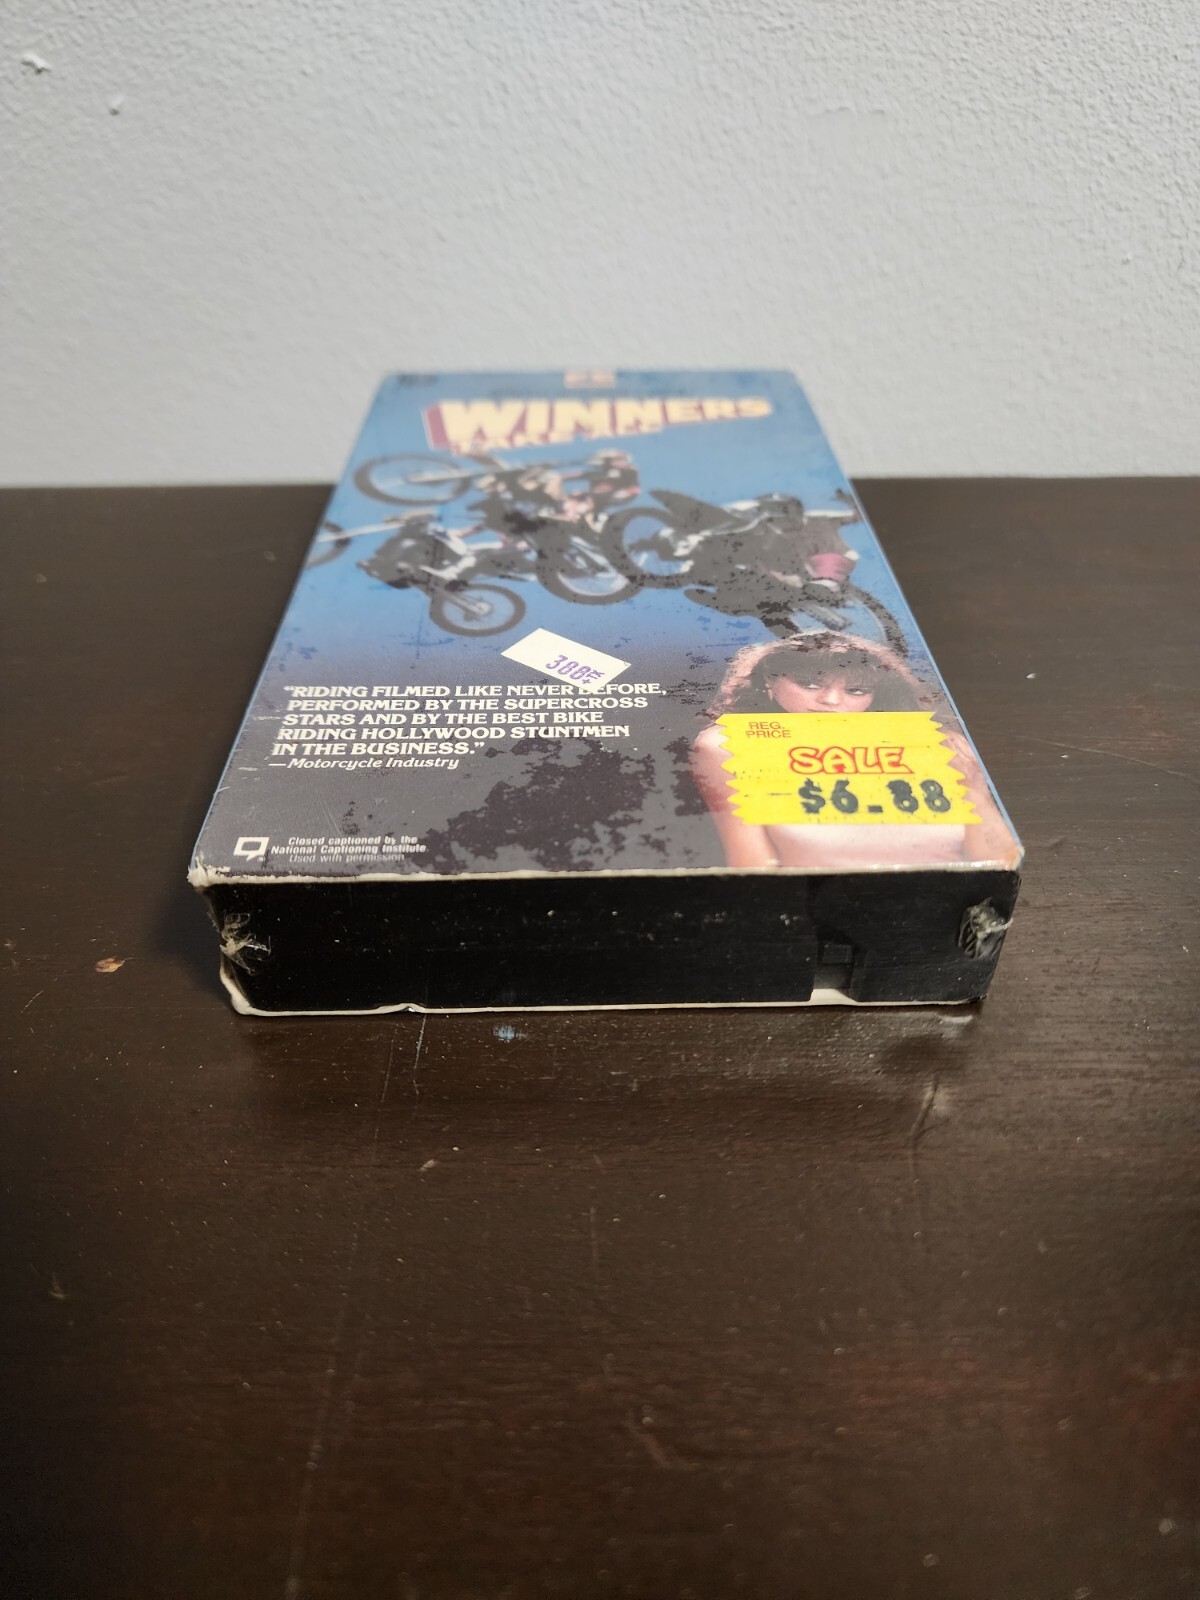 WINNERS
TAKE ALL
388
"RIDING FILMED LIKE NEVER BEFORE,
PERFORMED BY THE SUPERCROSS
STARS AND BY THE BEST BIKE
RIDING HOLLYWOOD STUNTMEN
IN THE BUSINESS."
—Motorcycle Industry
REG.
PRICE
SALE
$6.88
Closed captioned by the
National Captioning Institute
Used with permission